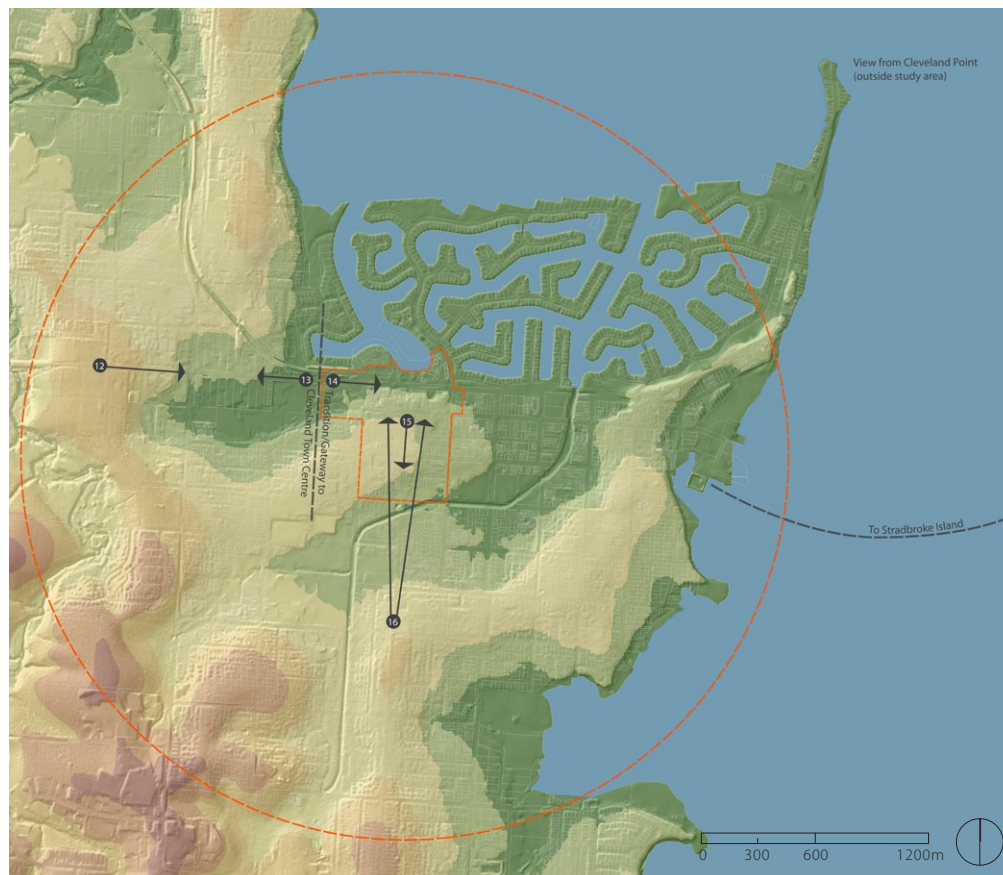 View from Cleveland Point
(outside study area)
12
13
14
Transition/Gateway to
Cleveland Town Centre
15
16
To Stradbroke Island
0 300 600 1200m